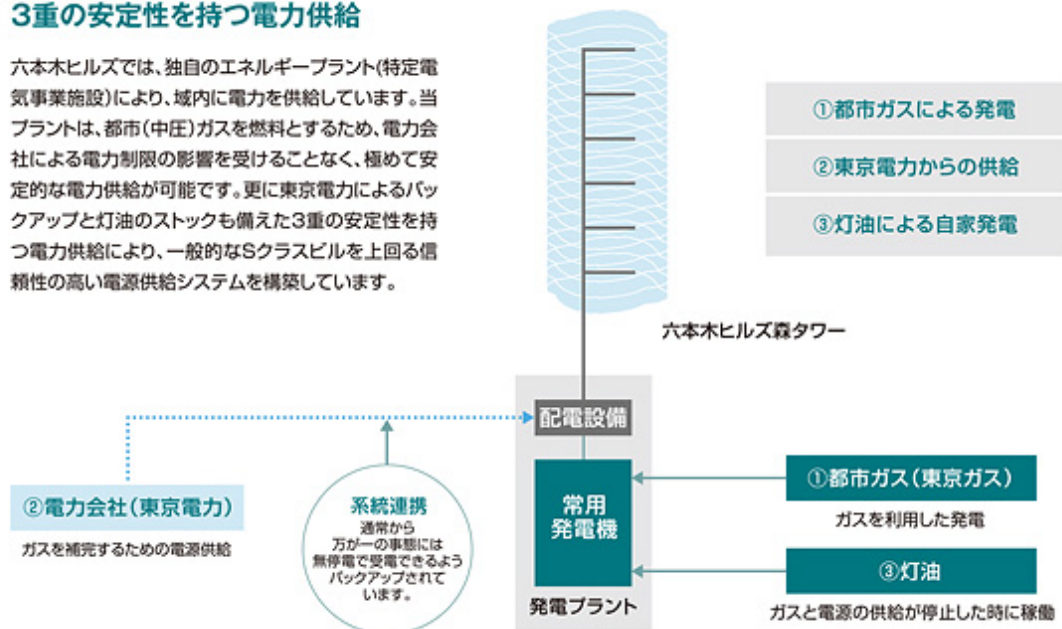 3重の安定性を持つ電力供給
六本木ヒルズでは、独自のエネルギープラント(特定電
気事業施設)により、域内に電力を供給しています。当
プラントは、都市(中圧)ガスを燃料とするため、電力会
社による電力制限の影響を受けることなく、極めて安
定的な電力供給が可能です。更に東京電力によるバッ
クアップと灯油のストックも備えた3重の安定性を持
つ電力供給により、一般的なSクラスビルを上回る信
頼性の高い電源供給システムを構築しています。
①都市ガスによる発電
②東京電力からの供給
③灯油による自家発電
六本木ヒルズ森タワー
配電設備
②電力会社(東京電力)
ガスを補完するための電源供給
系統連携
通常から
万が一の事態には
無停電で受電できるよう
バックアップされて
います。
常用
発電機
発電プラント
①都市ガス(東京ガス)
ガスを利用した発電
③灯油
ガスと電源の供給が停止した時に稼働